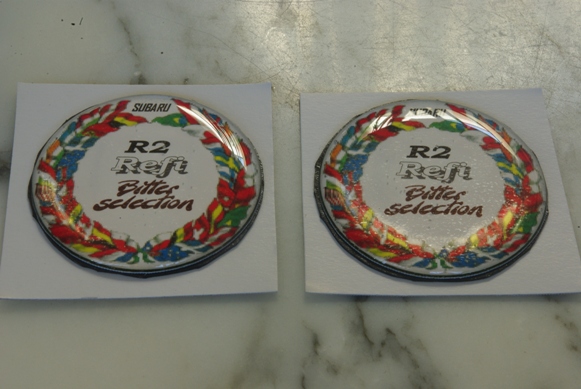 SUBARU
R2
Refi
Bitter
selection
R2
Refi
Bitter
selection